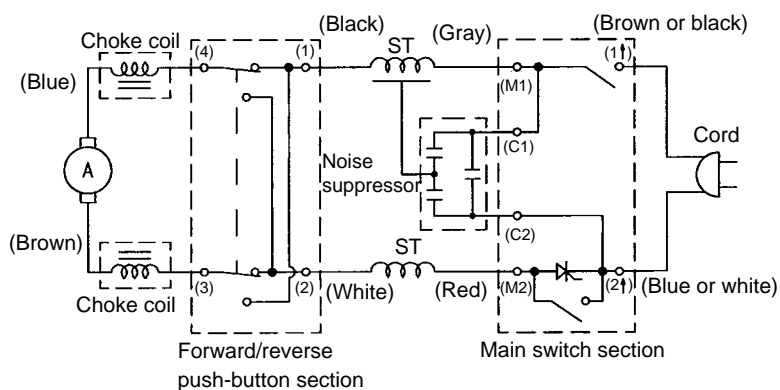 (Black)
(Brown or black)
Choke coil
(4)
(1)
ST
(Gray)
(1↑)
(Blue)
(M1)
(C1)
Cord
A
Noise
suppressor
(Brown)
ST
(C2)
(3)
(2)
(White)
(Red)
(M2)
(2↑)
(Blue or white)
Choke coil
Forward/reverse
push-button section
Main switch section